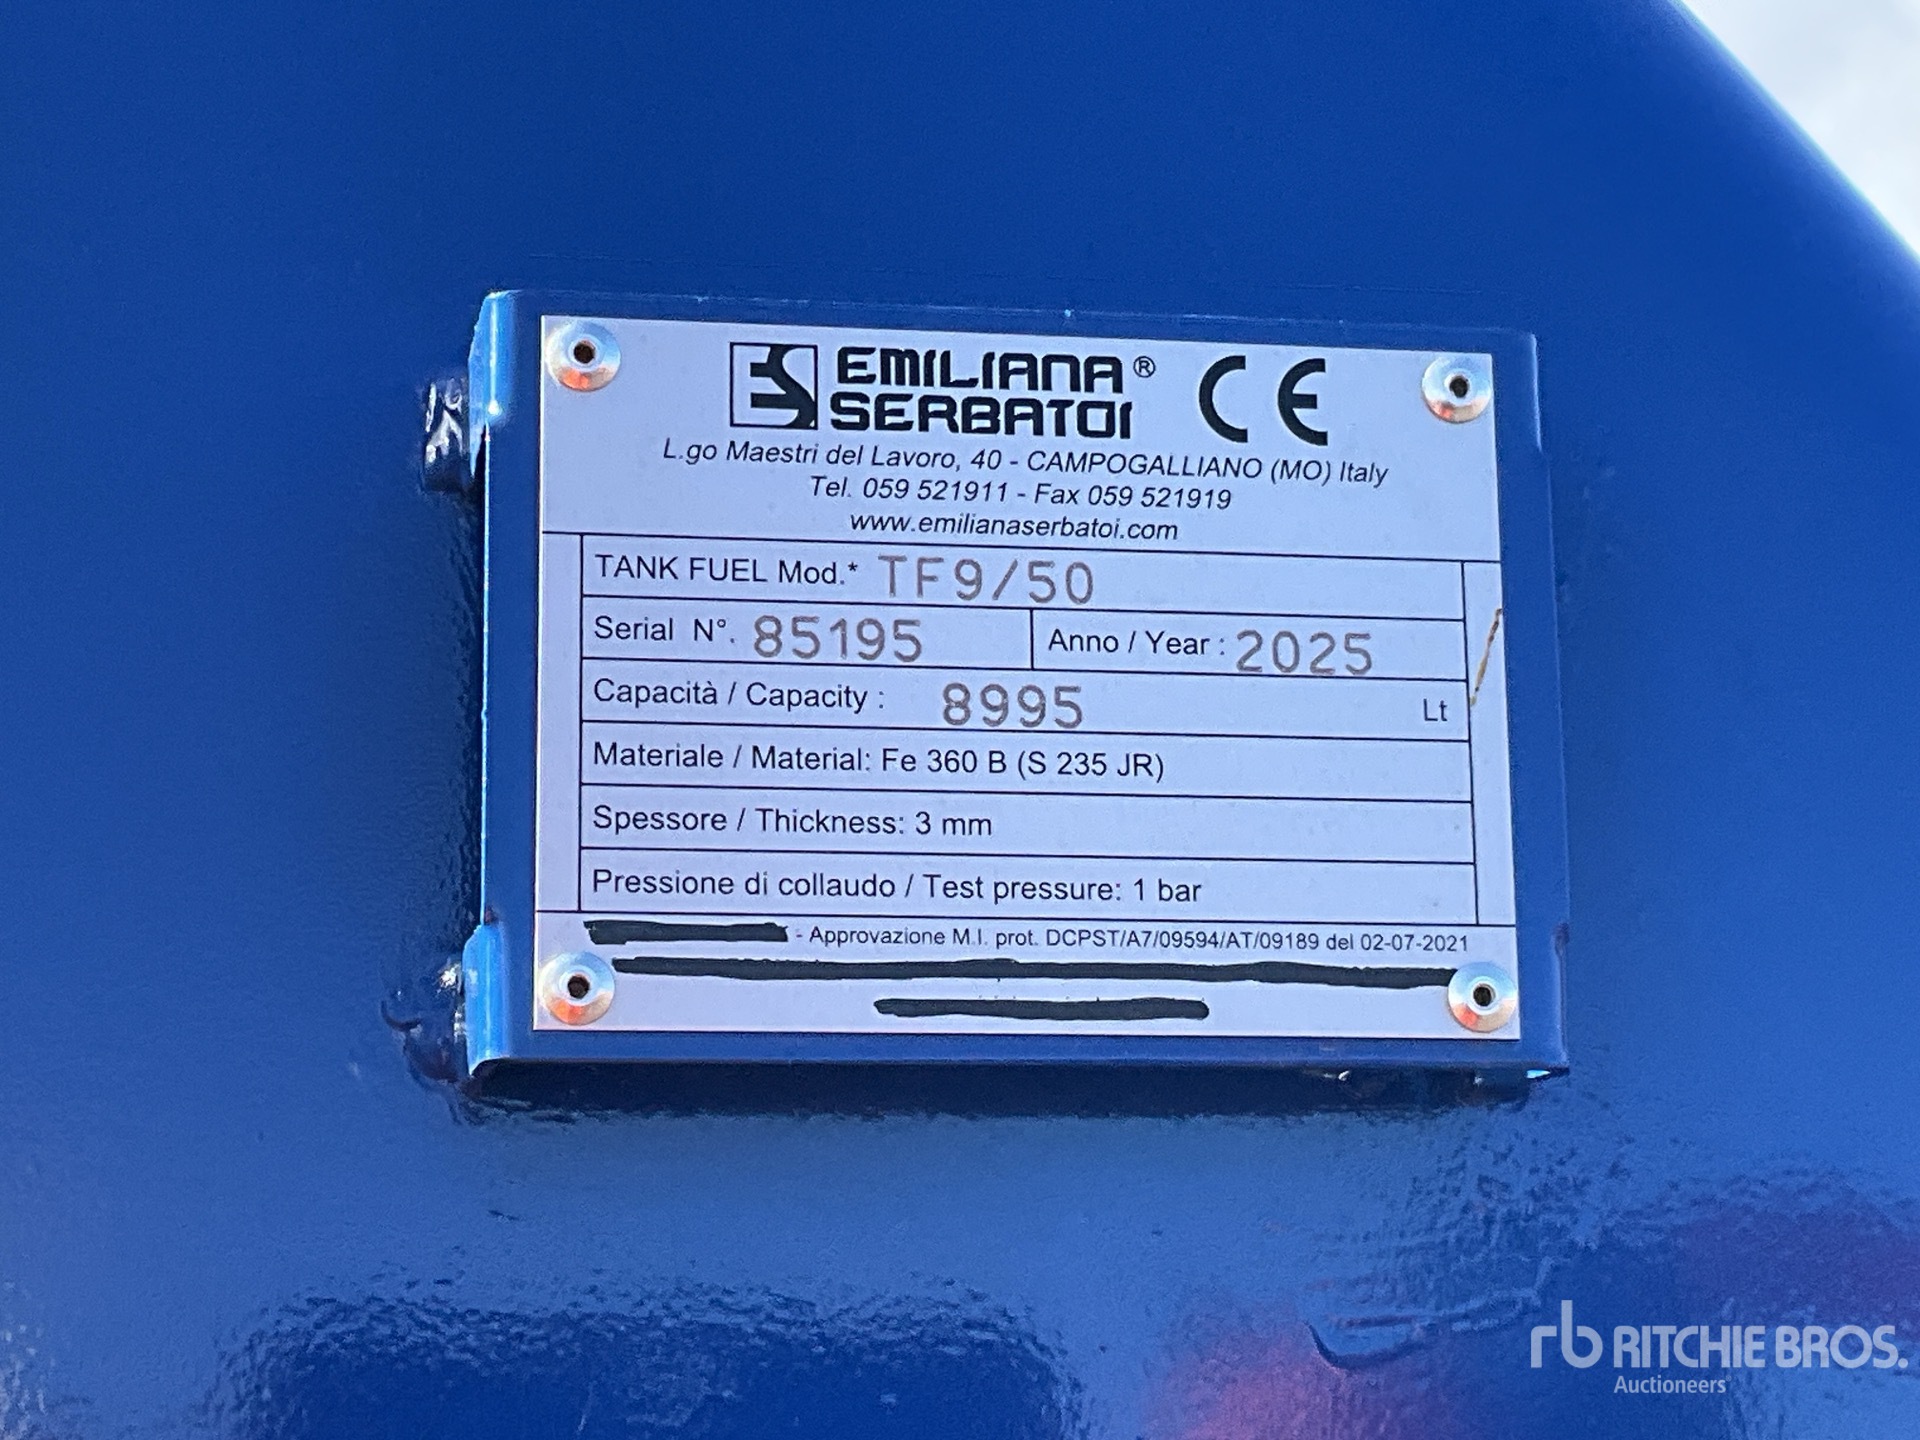 EMILIANA®
SERBATOI
CE
L.go Maestri del Lavoro, 40 - CAMPOGALLIANO (MO) Italy
Tel. 059 521911 - Fax 059 521919
www.emilianaserbatoi.com
TANK FUEL Mod.* TF9/50
Serial N°. 85195 Anno / Year : 2025
Capacità / Capacity : 8995 Lt
Materiale / Material: Fe 360 B (S 235 JR)
Spessore / Thickness: 3 mm
Pressione di collaudo / Test pressure: 1 bar
- Approvazione M.I. prot. DCPST/A7/09594/AT/09189 del 02-07-2021
rb RITCHIE BROS.
Auctioneers